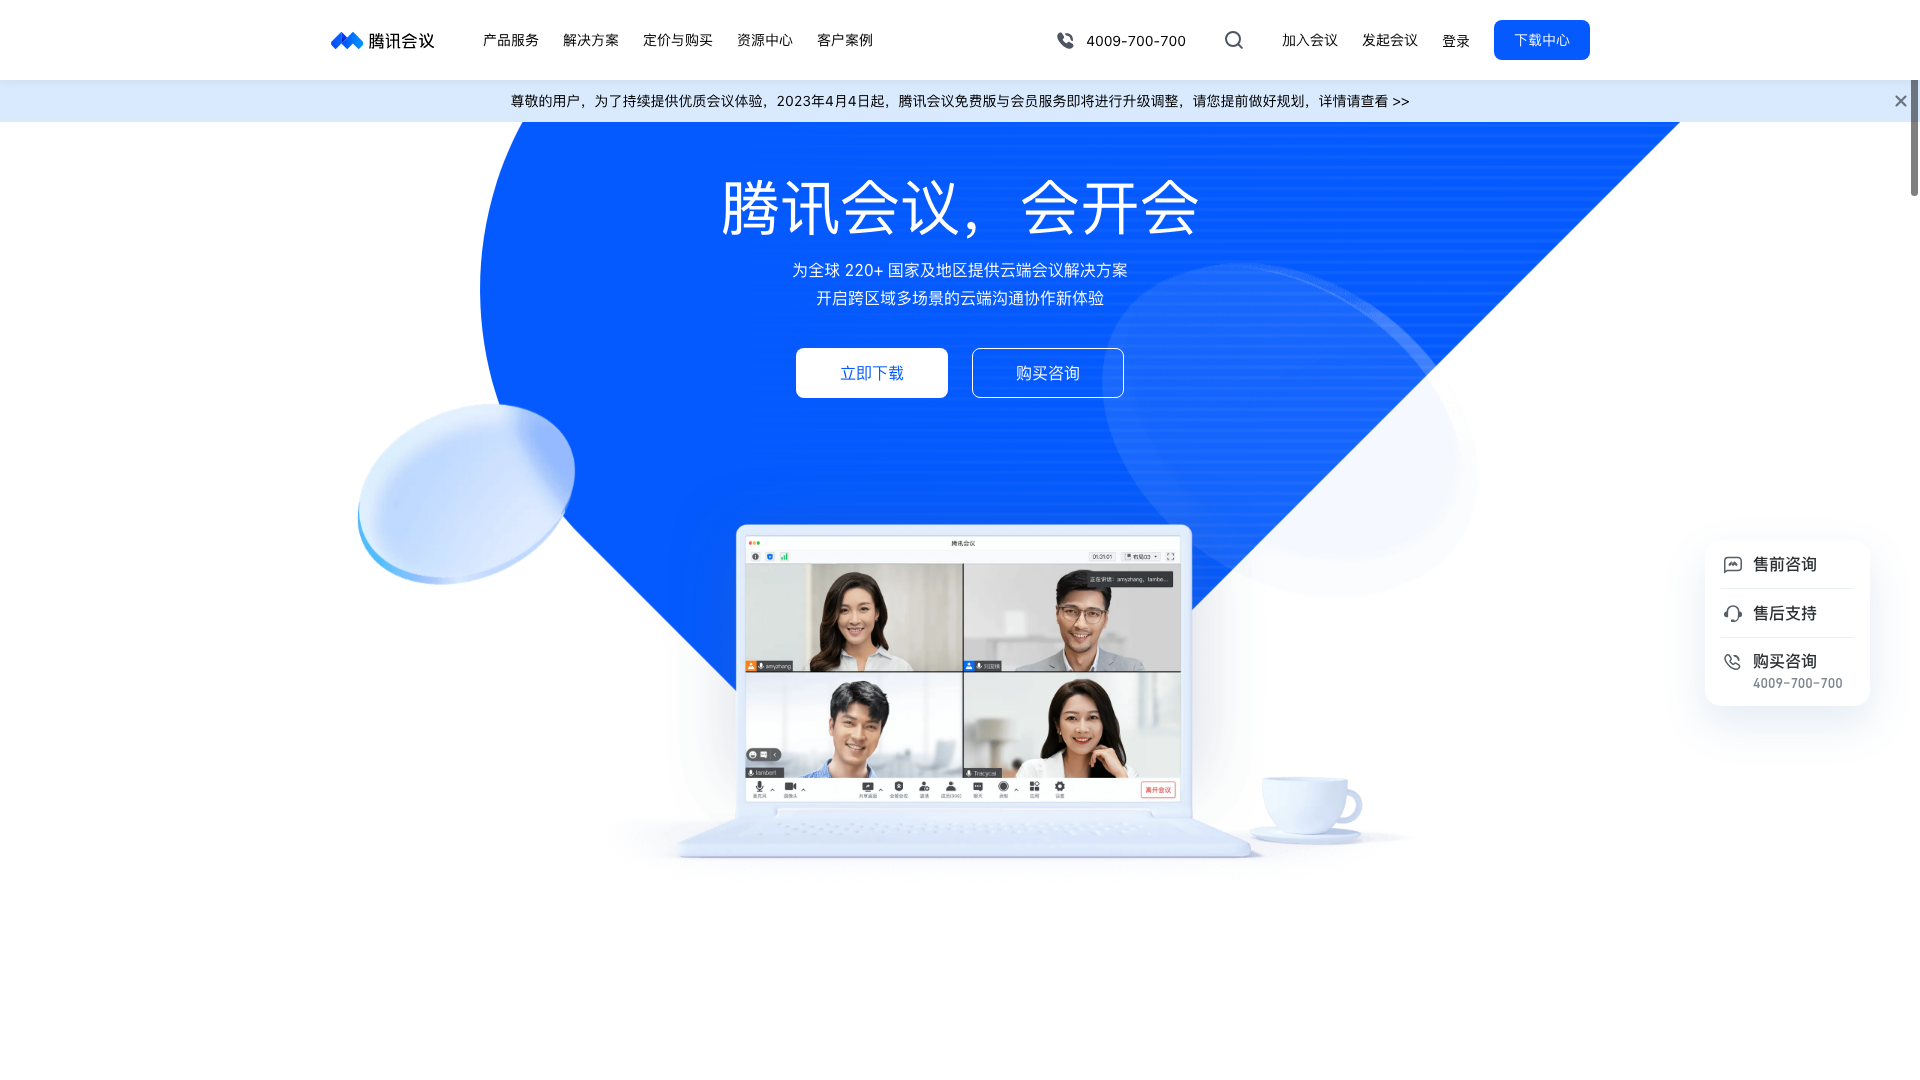 腾讯会议
产品服务
解决方案
定价与购买
资源中心
客户案例
4009-700-700
加入会议
发起会议
登录
下载中心
尊敬的用户，为了持续提供优质会议体验，2023年4月4日起，腾讯会议免费版与会员服务即将进行升级调整，请您提前做好规划，详情请查看 >>
腾讯会议，会开会
为全球 220+ 国家及地区提供云端会议解决方案
开启跨区域多场景的云端沟通协作新体验
立即下载
购买咨询
腾讯会议
01:31:01
amyzhang
lambert
离开会议
售前咨询
售后支持
购买咨询
4009-700-700